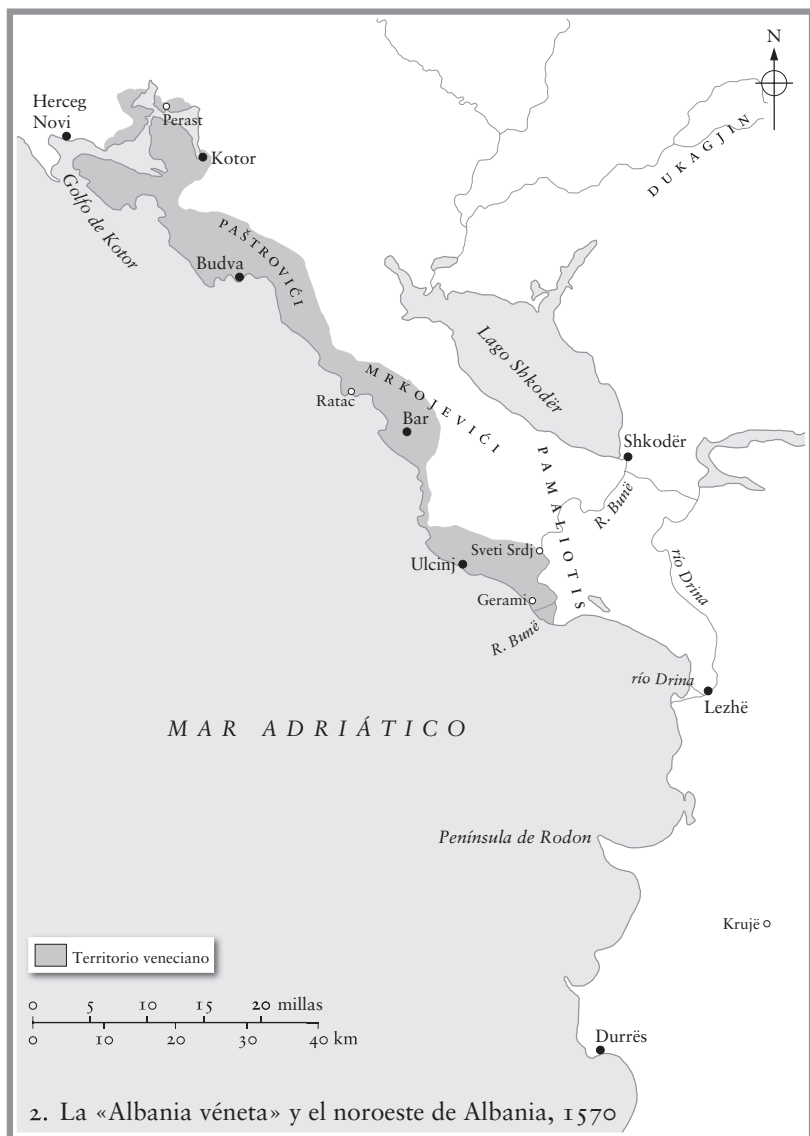 N
Herceg
Novi
Perast
Kotor
DUKAGJIN
Golfo de Kotor
PAŠTROVIĆI
Budva
Lago Shkodër
MRKOJEVIĆI
Ratac
Bar
Shkodër
PAMALIOTIS
R. Bunë
Sveti Srdj
Ulcinj
río Drina
Gerami
R. Bunë
río Drina
Lezhë
MAR ADRIÁTICO
Península de Rodon
Krujë
Territorio veneciano
0 5 10 15 20 millas
0 10 20 30 40 km
Durrës
2. La «Albania véneta» y el noroeste de Albania, 1570